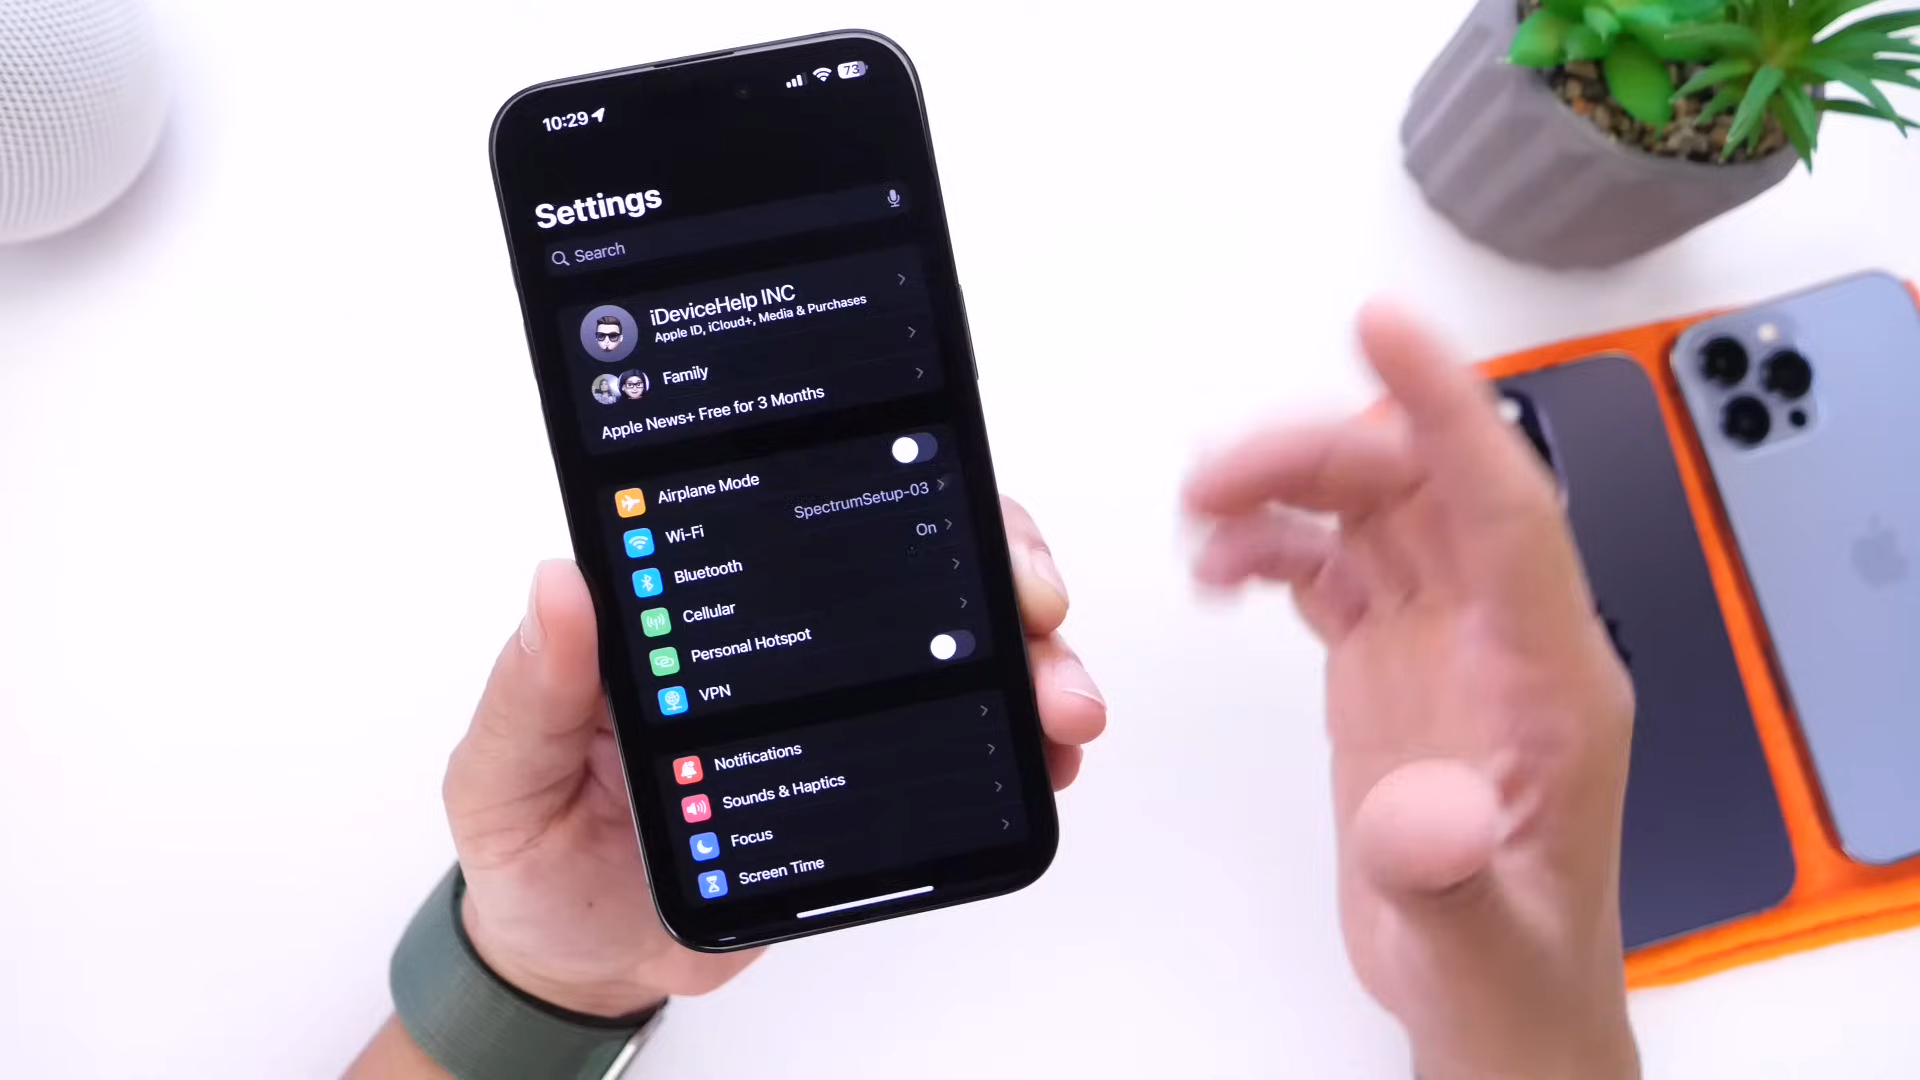 10:29
73
Settings
Search
iDeviceHelp INC
Apple ID, iCloud+, Media & Purchases
Family
Apple News+ Free for 3 Months
Airplane Mode
Wi-Fi SpectrumSetup-03
Bluetooth On
Cellular
Personal Hotspot
VPN
Notifications
Sounds & Haptics
Focus
Screen Time